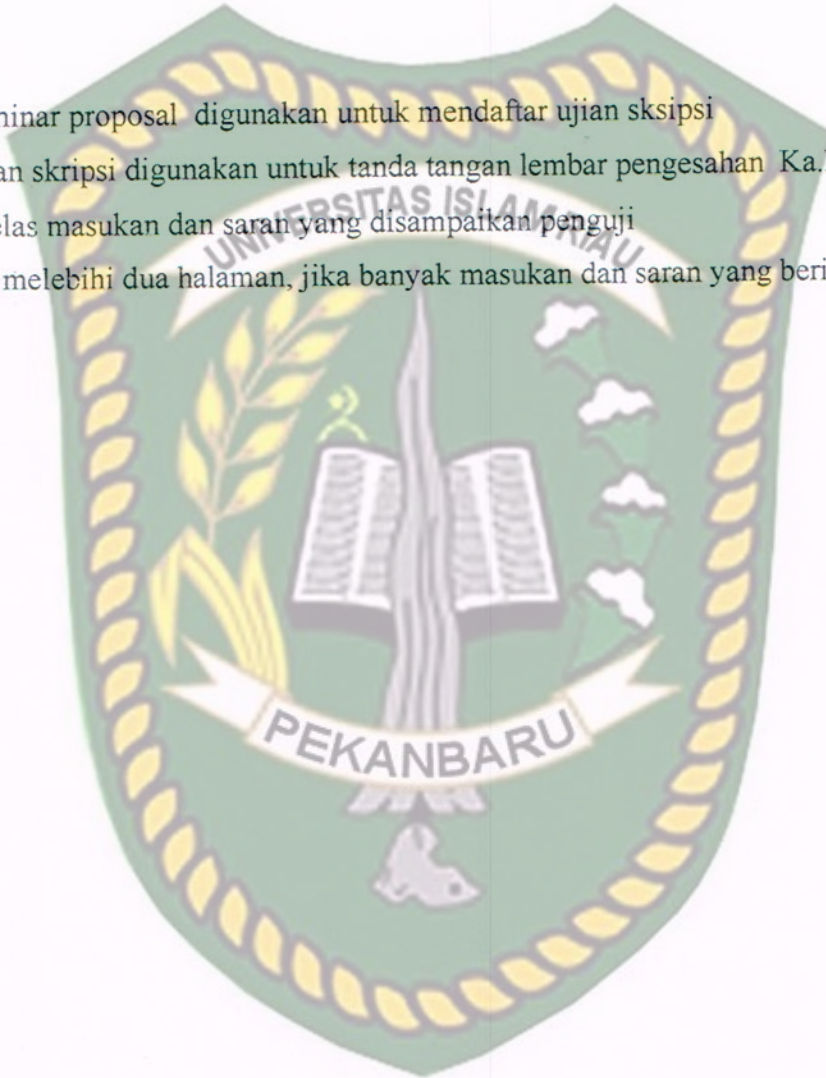 ninar proposal digunakan untuk mendaftar ujian sksipsi
an skripsi digunakan untuk tanda tangan lembar pengesahan Ka.
elas masukan dan saran yang disampaikan penguji
UNIVERSITAS ISLAM RIAU
melebihi dua halaman, jika banyak masukan dan saran yang beri
PEKANBARU